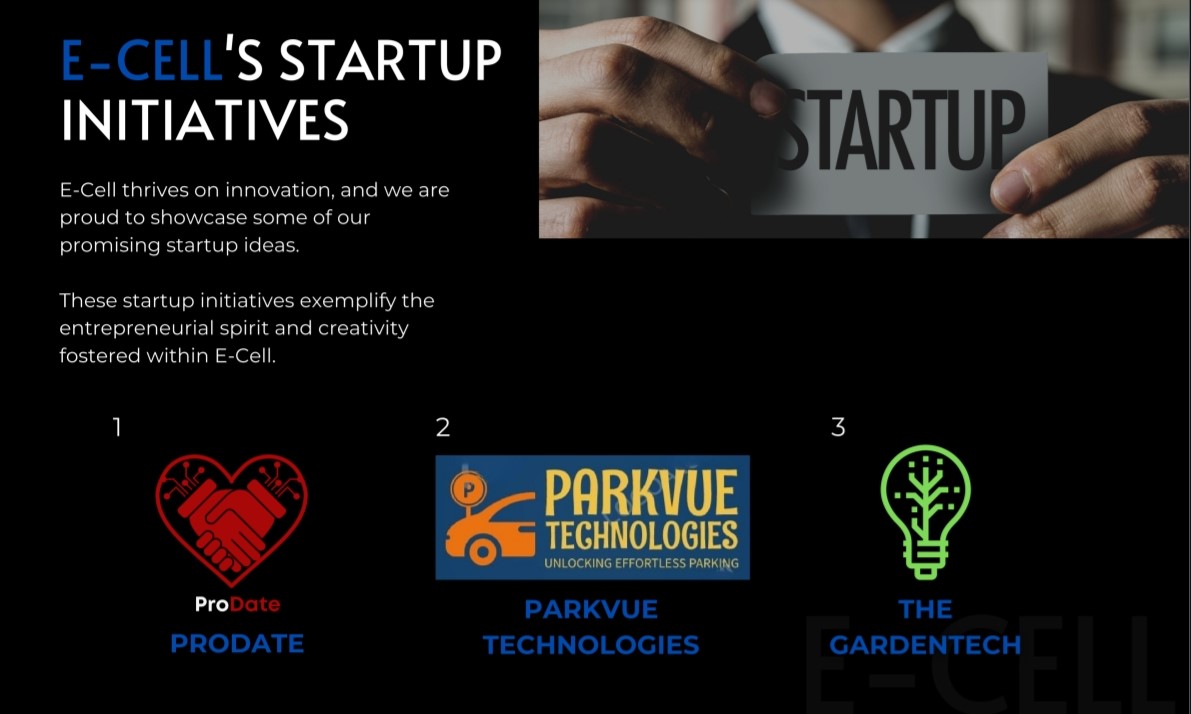 E-CELL'S STARTUP
INITIATIVES
STARTUP
E-Cell thrives on innovation, and we are
proud to showcase some of our
promising startup ideas.
These startup initiatives exemplify the
entrepreneurial spirit and creativity
fostered within E-Cell.
1
2
3
P
PARKVUE
TECHNOLOGIES
UNLOCKING EFFORTLESS PARKING
ProDate
PRODATE
PARKVUE
TECHNOLOGIES
THE
GARDENTECH
E-CELL